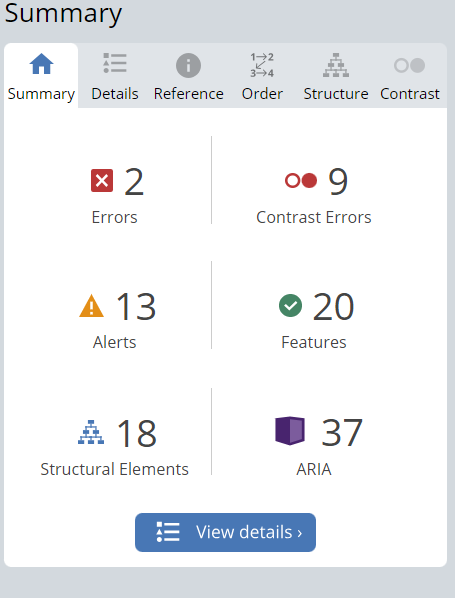 Summary
Summary Details Reference Order Structure Contrast
1→2
3→4
2 9
Errors Contrast Errors
13 20
Alerts Features
18 37
Structural Elements ARIA
View details ›